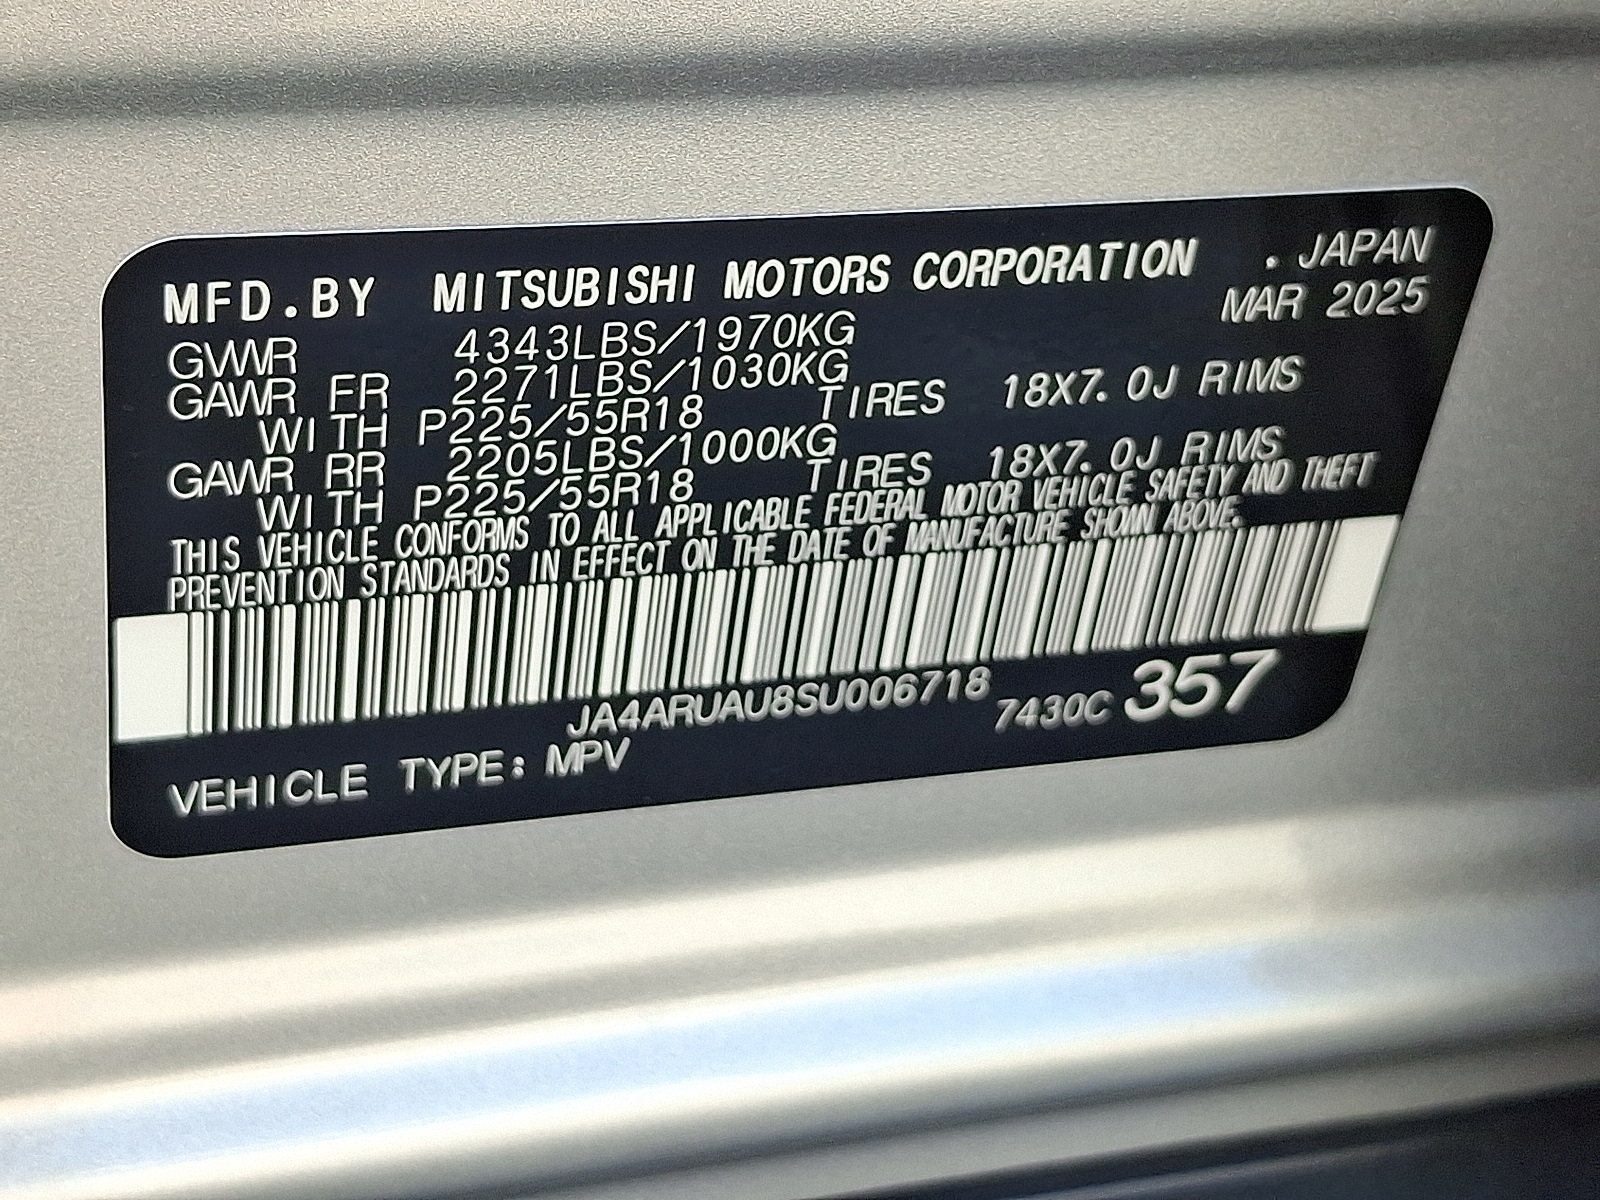 MFD.BY MITSUBISHI MOTORS CORPORATION . JAPAN
MAR 2025
GVWR 4343LBS/1970KG
GAWR FR 2271LBS/1030KG
WITH P225/55R18 TIRES 18X7.0J RIMS
GAWR RR 2205LBS/1000KG
WITH P225/55R18 TIRES 18X7.0J RIMS
THIS VEHICLE CONFORMS TO ALL APPLICABLE FEDERAL MOTOR VEHICLE SAFETY AND THEFT
PREVENTION STANDARDS IN EFFECT ON THE DATE OF MANUFACTURE SHOWN ABOVE.
JA4ARUAU8SU006718 7430C 357
VEHICLE TYPE: MPV